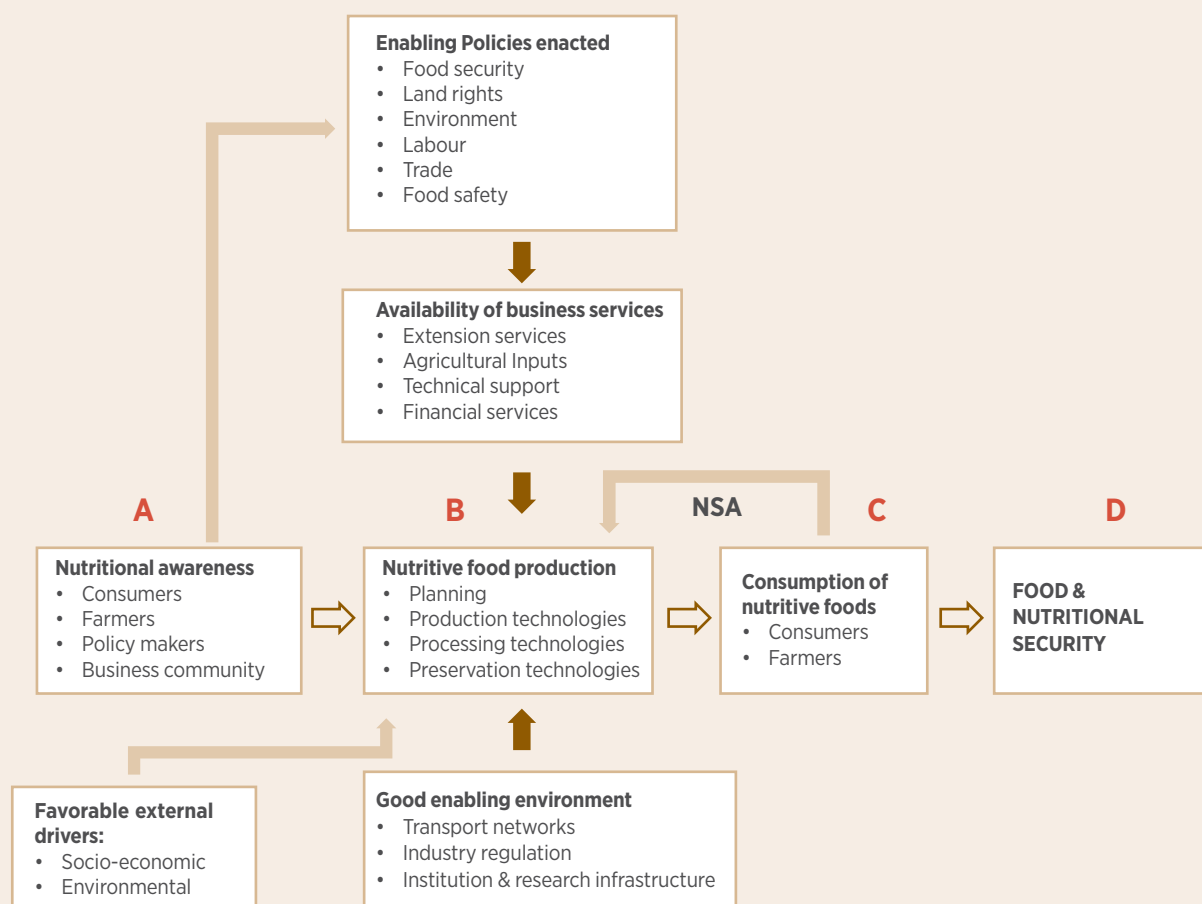 Enabling Policies enacted
• Food security
• Land rights
• Environment
• Labour
• Trade
• Food safety
Availability of business services
• Extension services
• Agricultural Inputs
• Technical support
• Financial services
A
B
NSA
C
D
Nutritional awareness
• Consumers
• Farmers
• Policy makers
• Business community
Nutritive food production
• Planning
• Production technologies
• Processing technologies
• Preservation technologies
Consumption of
nutritive foods
• Consumers
• Farmers
FOOD &
NUTRITIONAL
SECURITY
Favorable external
drivers:
• Socio-economic
• Environmental
Good enabling environment
• Transport networks
• Industry regulation
• Institution & research infrastructure